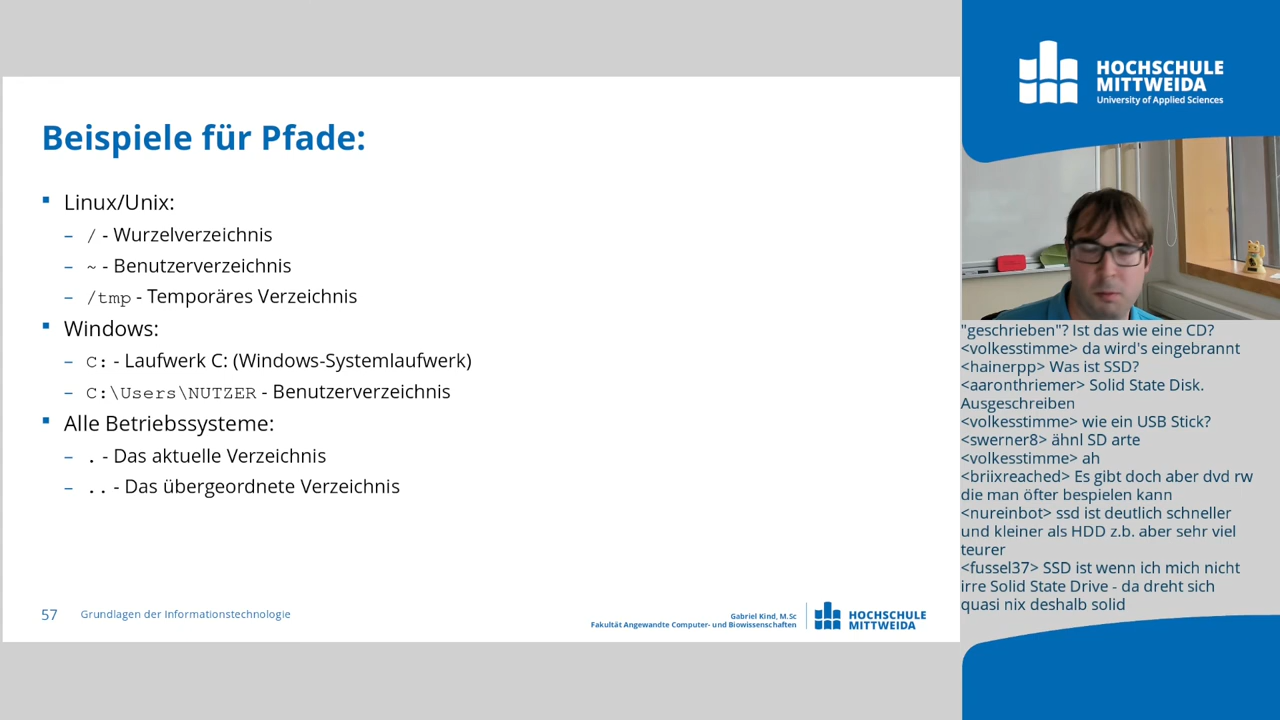 Beispiele für Pfade:
Linux/Unix:
/ - Wurzelverzeichnis
~ - Benutzerverzeichnis
/tmp - Temporäres Verzeichnis
Windows:
C: - Laufwerk C: (Windows-Systemlaufwerk)
C:\Users\NUTZER - Benutzerverzeichnis
Alle Betriebssysteme:
. - Das aktuelle Verzeichnis
.. - Das übergeordnete Verzeichnis
57 Grundlagen der Informationstechnologie
Gabriel Kind, M.Sc
Fakultät Angewandte Computer- und Biowissenschaften
HOCHSCHULE
MITTWEIDA
HOCHSCHULE
MITTWEIDA
University of Applied Sciences
"geschrieben"? Ist das wie eine CD?
<volkesstimme> da wird's eingebrannt
<hainerpp> Was ist SSD?
<aaronthriemer> Solid State Disk.
Ausgeschreiben
<volkesstimme> wie ein USB Stick?
<swerner8> ähnl SD arte
<volkesstimme> ah
<briixreached> Es gibt doch aber dvd rw
die man öfter bespielen kann
<nureinbot> ssd ist deutlich schneller
und kleiner als HDD z.b. aber sehr viel
teurer
<fussel37> SSD ist wenn ich mich nicht
irre Solid State Drive - da dreht sich
quasi nix deshalb solid